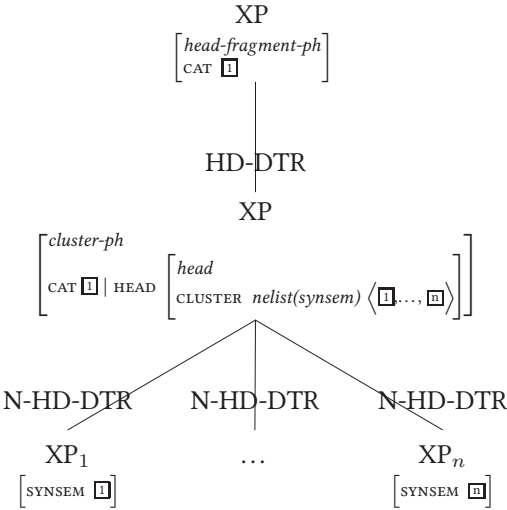 XP
head-fragment-ph
CAT 1
HD-DTR
XP
cluster-ph
head
CAT 1 | HEAD
CLUSTER nelist(synsem) ⟨1,…, n⟩
N-HD-DTR N-HD-DTR N-HD-DTR
XP₁ … XPₙ
[SYNSEM 1] [SYNSEM n]